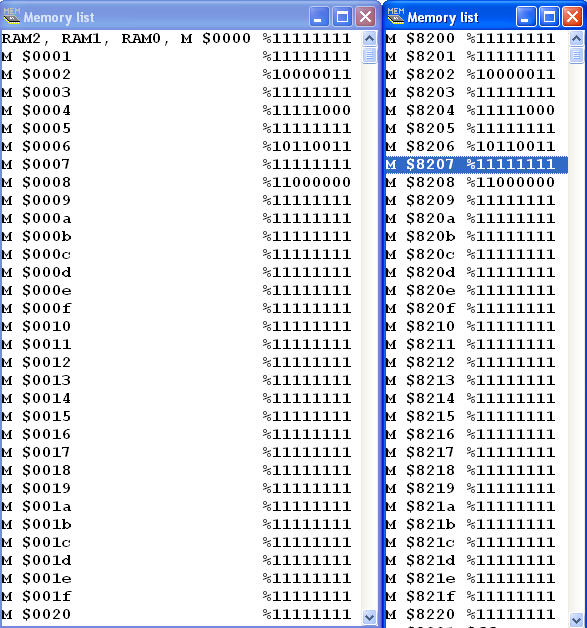 Memory list
RAM2, RAM1, RAM0, M $0000 %11111111
M $0001 %11111111
M $0002 %10000011
M $0003 %11111111
M $0004 %11111000
M $0005 %11111111
M $0006 %10110011
M $0007 %11111111
M $0008 %11000000
M $0009 %11111111
M $000a %11111111
M $000b %11111111
M $000c %11111111
M $000d %11111111
M $000e %11111111
M $000f %11111111
M $0010 %11111111
M $0011 %11111111
M $0012 %11111111
M $0013 %11111111
M $0014 %11111111
M $0015 %11111111
M $0016 %11111111
M $0017 %11111111
M $0018 %11111111
M $0019 %11111111
M $001a %11111111
M $001b %11111111
M $001c %11111111
M $001d %11111111
M $001e %11111111
M $001f %11111111
M $0020 %11111111
Memory list
M $8200 %11111111
M $8201 %11111111
M $8202 %10000011
M $8203 %11111111
M $8204 %11111000
M $8205 %11111111
M $8206 %10110011
M $8207 %11111111
M $8208 %11000000
M $8209 %11111111
M $820a %11111111
M $820b %11111111
M $820c %11111111
M $820d %11111111
M $820e %11111111
M $820f %11111111
M $8210 %11111111
M $8211 %11111111
M $8212 %11111111
M $8213 %11111111
M $8214 %11111111
M $8215 %11111111
M $8216 %11111111
M $8217 %11111111
M $8218 %11111111
M $8219 %11111111
M $821a %11111111
M $821b %11111111
M $821c %11111111
M $821d %11111111
M $821e %11111111
M $821f %11111111
M $8220 %11111111